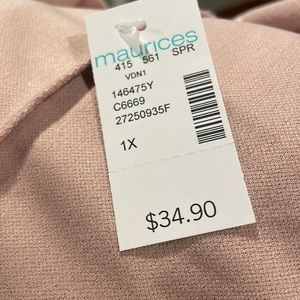 maurices
415 561 SPR
VDN1
146475Y
C6669
27250935F
1X
$34.90